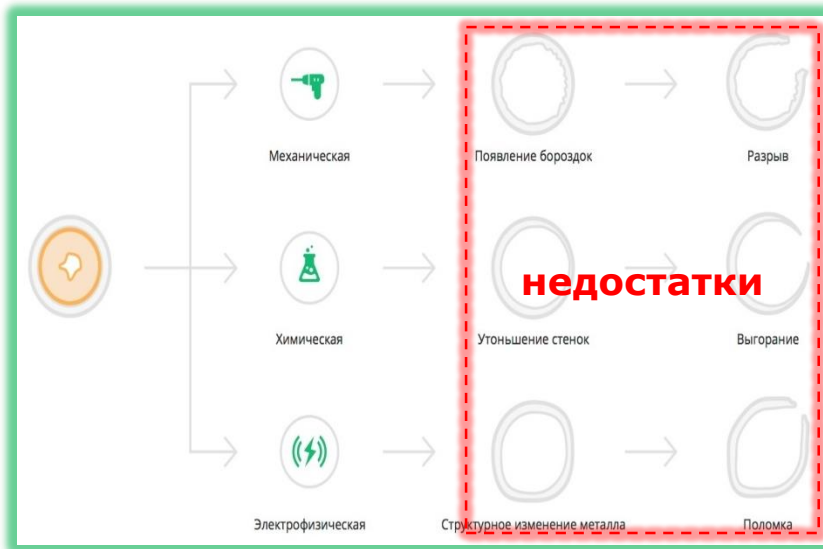 Механическая
Появление бороздок
Разрыв
недостатки
Химическая
Утоньшение стенок
Выгорание
Электрофизическая
Структурное изменение металла
Поломка